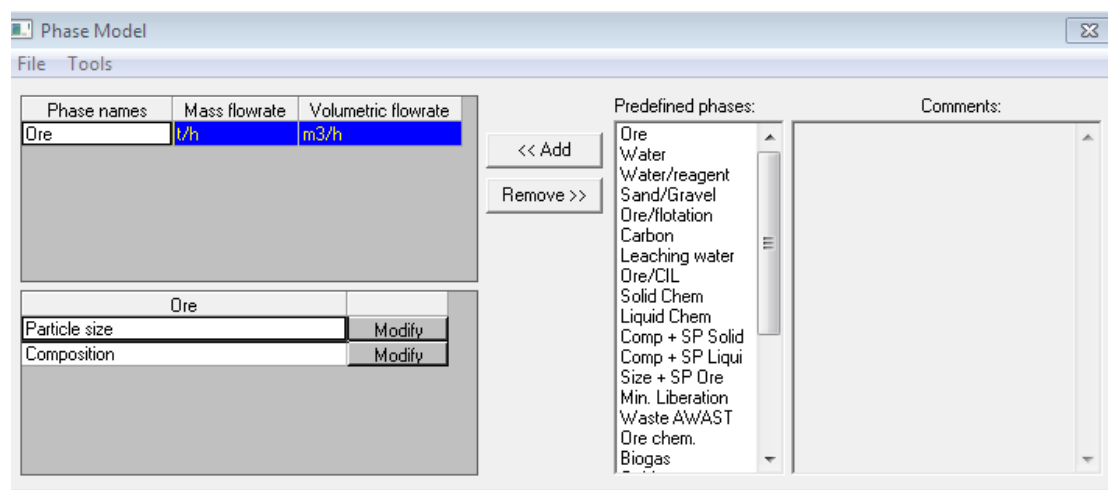 Phase Model
File Tools
Phase names Mass flowrate Volumetric flowrate
Ore t/h m3/h
<< Add
Remove >>
Ore
Particle size Modify
Composition Modify
Predefined phases:
Ore
Water
Water/reagent
Sand/Gravel
Ore/flotation
Carbon
Leaching water
Ore/CIL
Solid Chem
Liquid Chem
Comp + SP Solid
Comp + SP Liqui
Size + SP Ore
Min. Liberation
Waste AWAST
Ore chem.
Biogas
Comments: